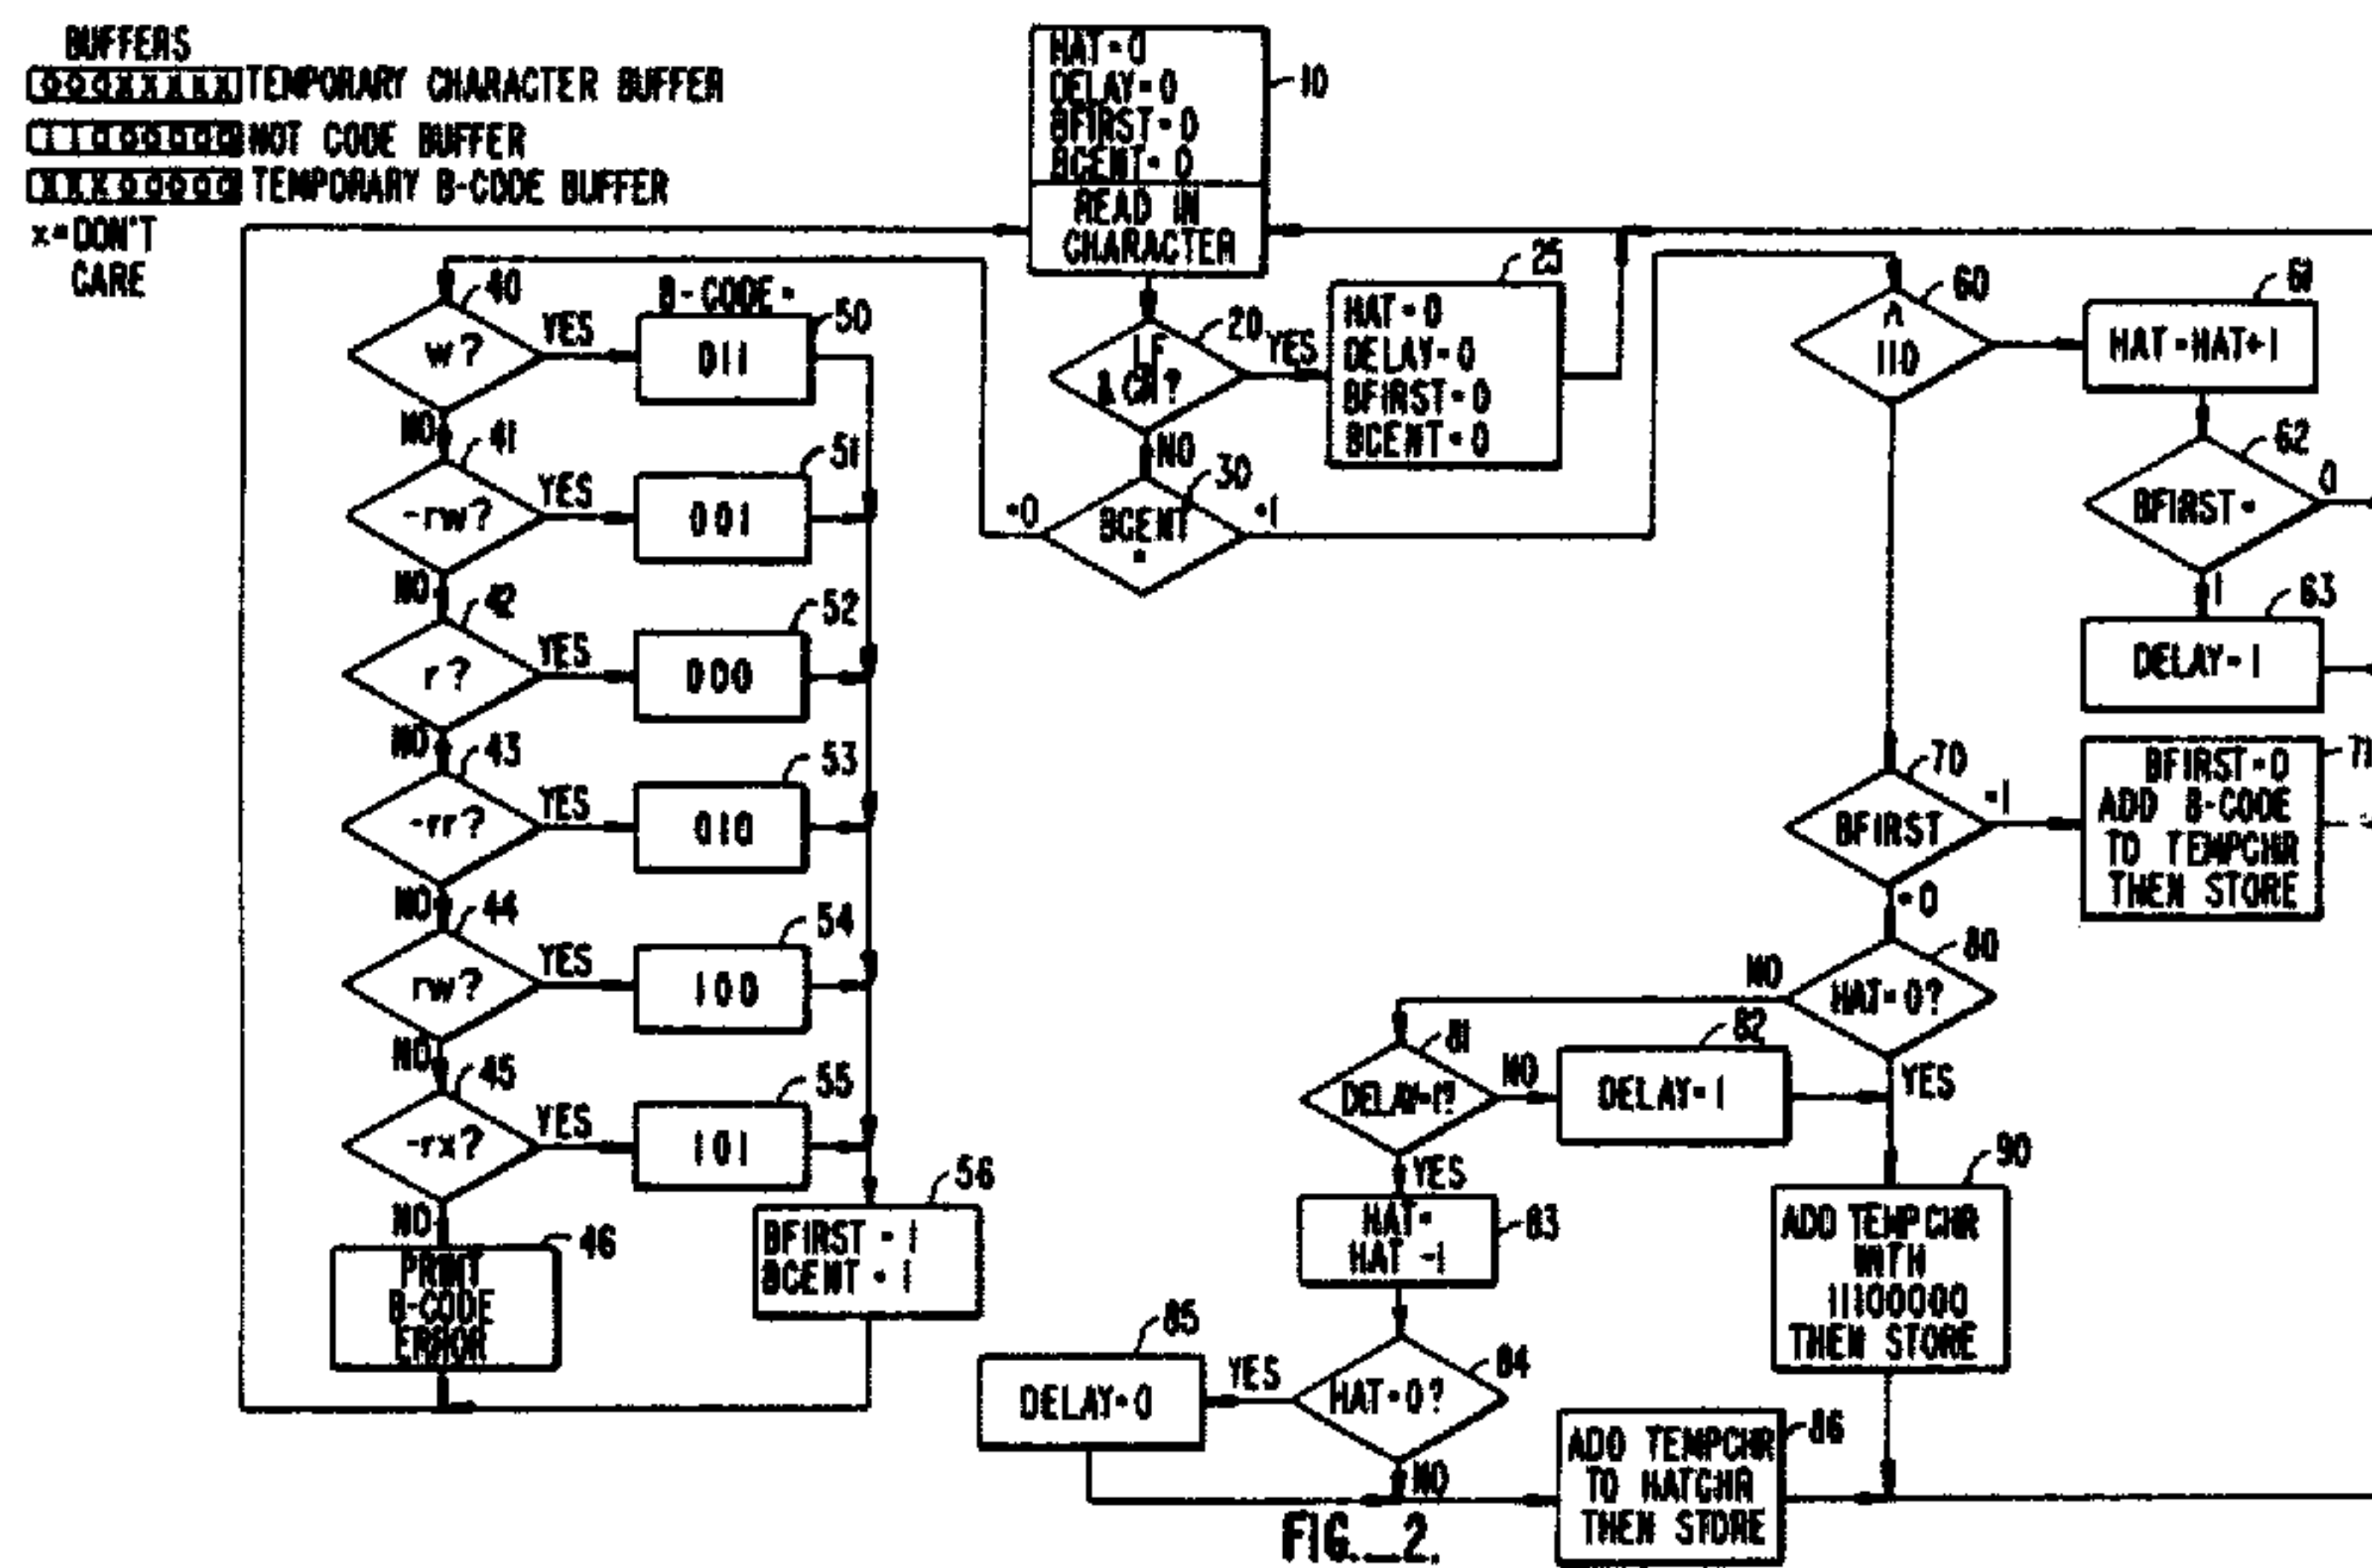 BUFFERS
000XXXXX TEMPORARY CHARACTER BUFFER
11000000 NOT CODE BUFFER
XXX00000 TEMPORARY B-CODE BUFFER
x=DON'T
CARE
HAT=0
DELAY=0
BFIRST=0
BCENT=0
10
READ IN
CHARACTER
20
LF
YES
NO
25
HAT=0
DELAY=0
BFIRST=0
BCENT=0
30
BCENT
=
=0
=1
B-CODE=
40
w?
YES
50
011
NO
41
-rw?
YES
51
001
NO
42
r?
YES
52
000
NO
43
-rr?
YES
53
010
NO
44
rw?
YES
54
100
NO
45
-rx?
YES
55
101
NO
46
PRINT
B-CODE
ERROR
56
BFIRST=1
BCENT=1
60
^
110
61
HAT=HAT+1
62
BFIRST=
0
1
63
DELAY=1
70
BFIRST
=1
=0
71
BFIRST=0
ADD B-CODE
TO TEMPCHR
THEN STORE
80
HAT=0?
NO
YES
81
DELAY=1?
NO
YES
82
DELAY=1
83
HAT=
HAT-1
84
HAT=0?
YES
NO
85
DELAY=0
86
ADD TEMPCHR
TO HATCHR
THEN STORE
90
ADD TEMPCHR
WITH
11100000
THEN STORE
FIG._2.